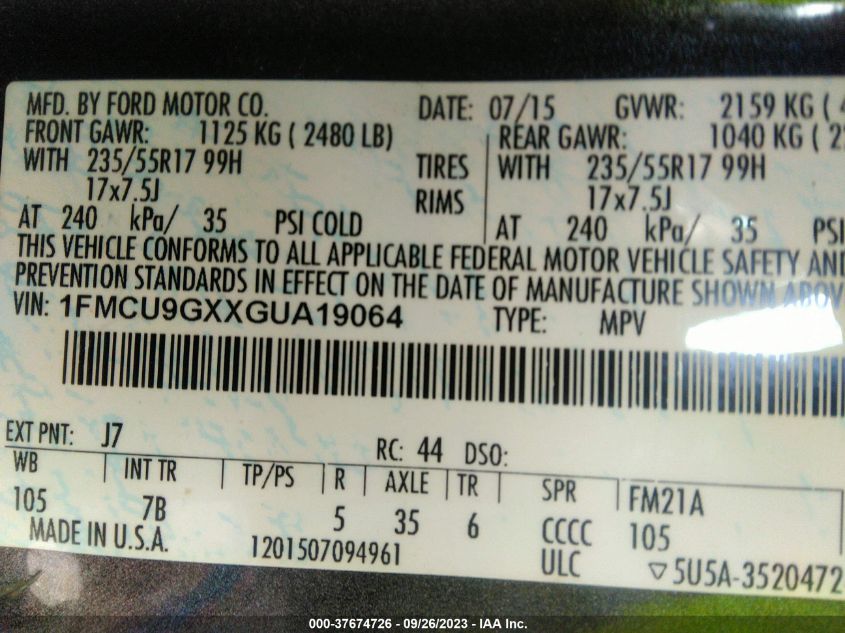 MFD. BY FORD MOTOR CO. DATE: 07/15 GVWR: 2159 KG (
FRONT GAWR: 1125 KG ( 2480 LB) REAR GAWR: 1040 KG (
WITH 235/55R17 99H TIRES WITH 235/55R17 99H
17x7.5J RIMS 17x7.5J
AT 240 kPa/ 35 PSI COLD AT 240 kPa/ 35 PSI
THIS VEHICLE CONFORMS TO ALL APPLICABLE FEDERAL MOTOR VEHICLE SAFETY AND
PREVENTION STANDARDS IN EFFECT ON THE DATE OF MANUFACTURE SHOWN ABOV
VIN: 1FMCU9GXXGUA19064 TYPE: MPV
EXT PNT: J7 RC: 44 DSO:
WB INT TR TP/PS R AXLE TR SPR FM21A
105 7B 5 35 6 CCCC 105
MADE IN U.S.A. 1201507094961 ULC ▽5U5A-3520472
000-37674726 - 09/26/2023 - IAA Inc.